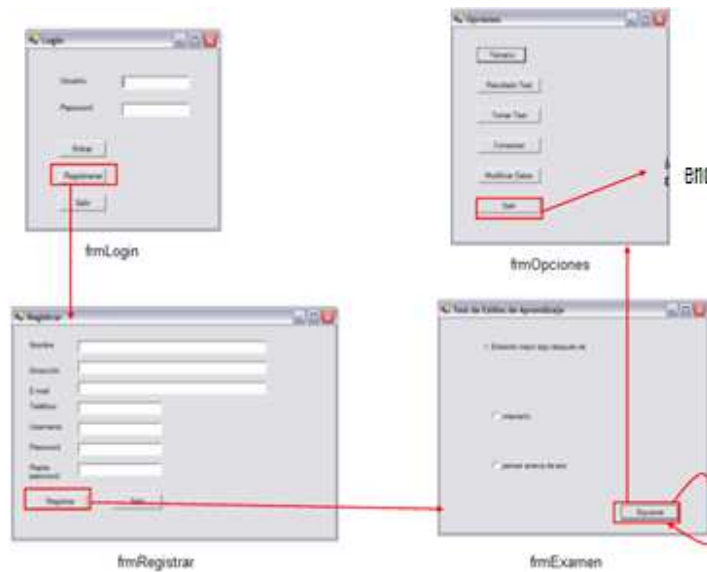 Login
Usuario
Password
Entrar
Registrarse
Salir
frmLogin
Opciones
Temario
Resultado Test
Tomar Test
Modificar Datos
Salir
end
frmOpciones
Registrar
Nombre
Dirección
E-mail
Teléfono
Username
Password
Repita
password
Registrar
Salir
frmRegistrar
Test de Estilos de Aprendizaje
Entiendo mejor algo después de
intentarlo
pensar acerca de ello
Siguiente
frmExamen